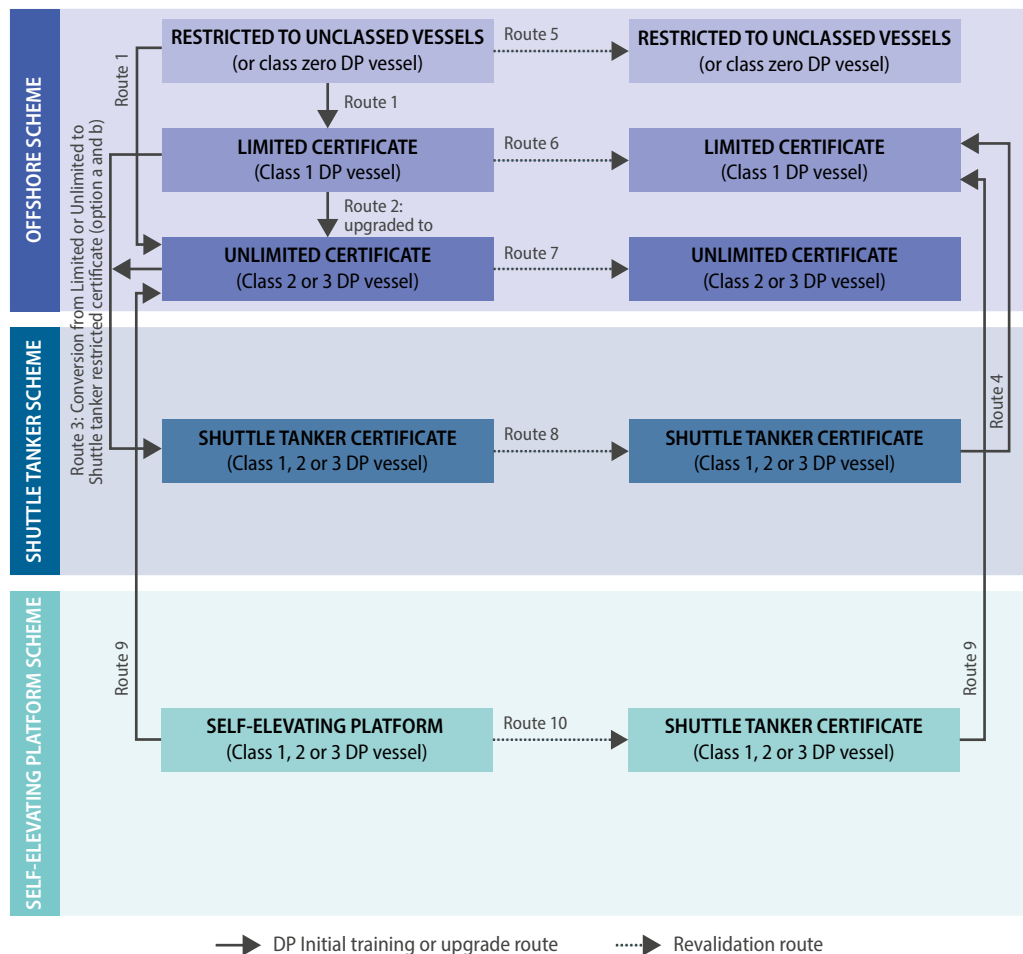 OFFSHORE SCHEME
RESTRICTED TO UNCLASSED VESSELS
(or class zero DP vessel)
Route 5
RESTRICTED TO UNCLASSED VESSELS
(or class zero DP vessel)
Route 1
Route 1
LIMITED CERTIFICATE
(Class 1 DP vessel)
Route 6
LIMITED CERTIFICATE
(Class 1 DP vessel)
Route 2:
upgraded to
UNLIMITED CERTIFICATE
(Class 2 or 3 DP vessel)
Route 7
UNLIMITED CERTIFICATE
(Class 2 or 3 DP vessel)
Route 3: Conversion from Limited or Unlimited to
Shuttle tanker restricted certificate (option a and b)
SHUTTLE TANKER SCHEME
SHUTTLE TANKER CERTIFICATE
(Class 1, 2 or 3 DP vessel)
Route 8
SHUTTLE TANKER CERTIFICATE
(Class 1, 2 or 3 DP vessel)
Route 4
SELF-ELEVATING PLATFORM SCHEME
Route 9
SELF-ELEVATING PLATFORM
(Class 1, 2 or 3 DP vessel)
Route 10
SHUTTLE TANKER CERTIFICATE
(Class 1, 2 or 3 DP vessel)
Route 9
DP Initial training or upgrade route
Revalidation route